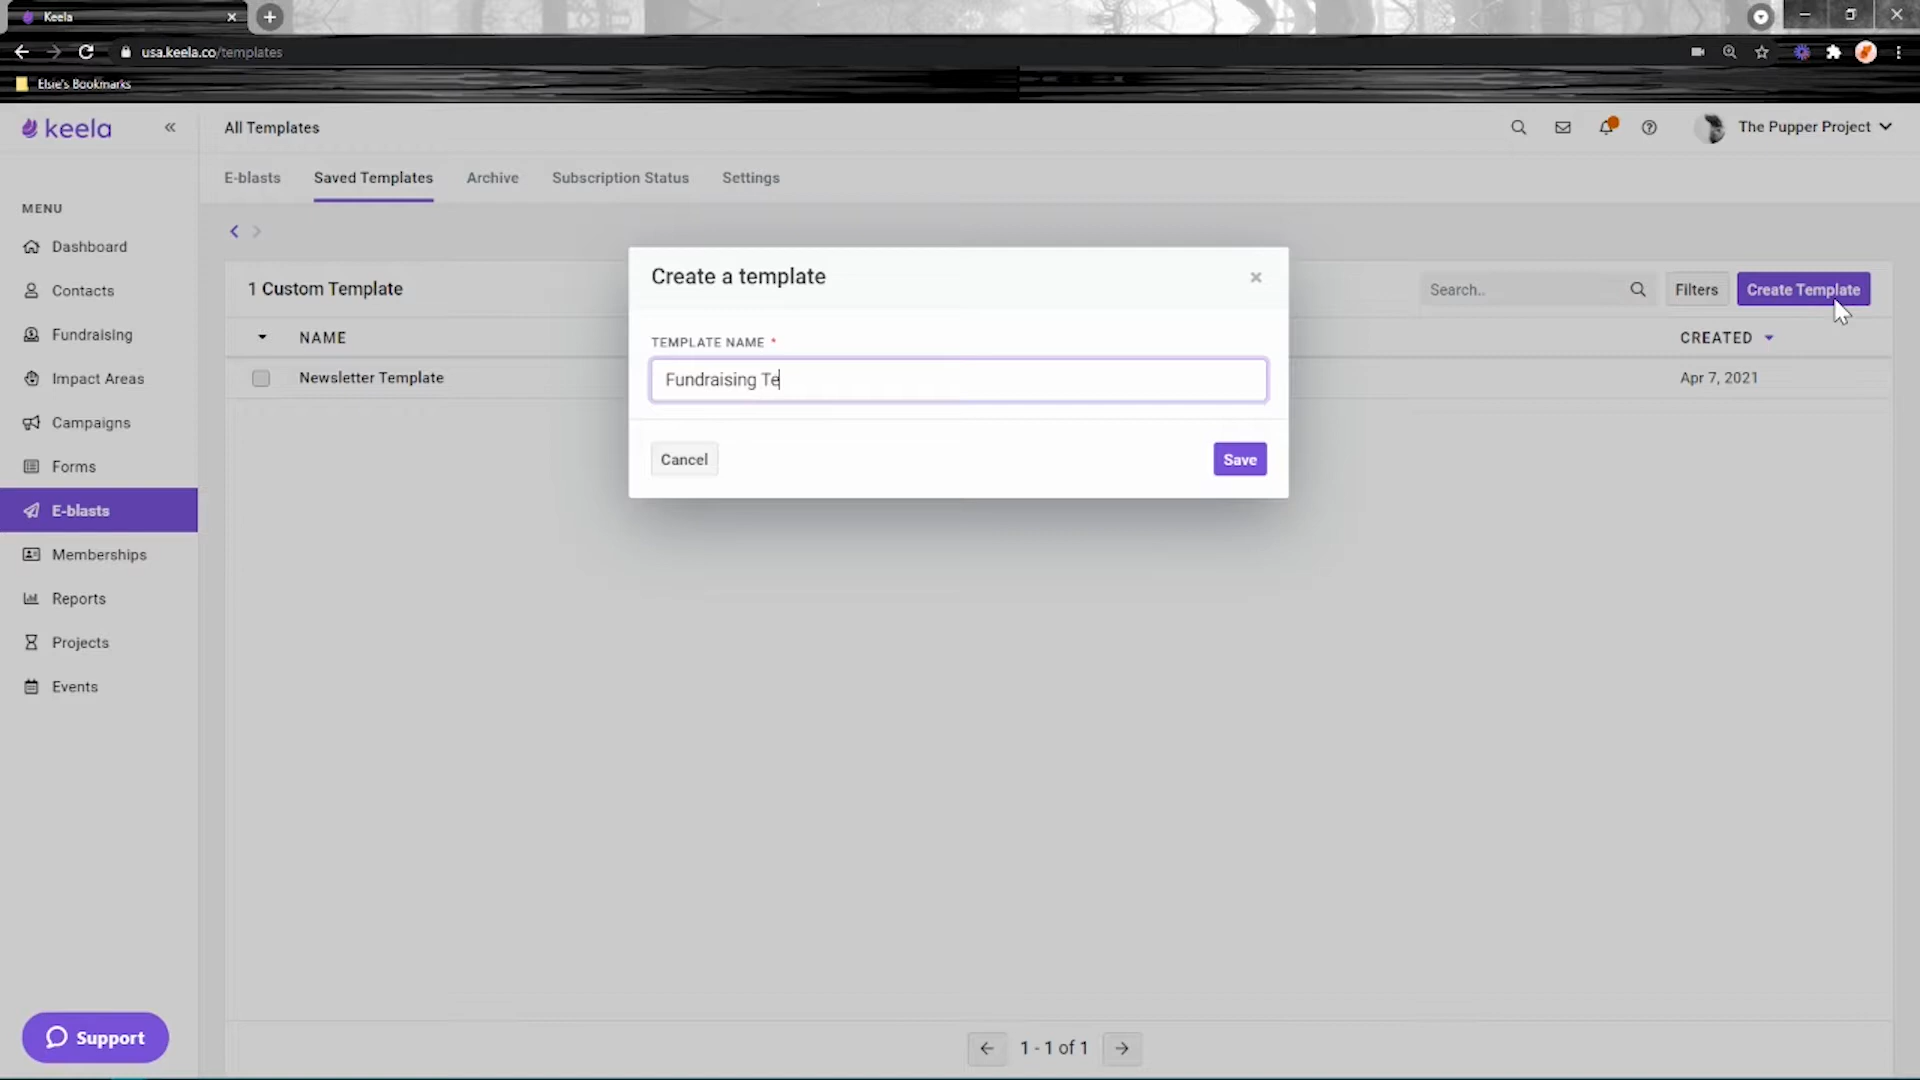 Keela
usa.keela.co/templates
Elsie's Bookmarks
keela
All Templates
The Pupper Project
E-blasts
Saved Templates
Archive
Subscription Status
Settings
MENU
Dashboard
Contacts
Fundraising
Impact Areas
Campaigns
Forms
E-blasts
Memberships
Reports
Projects
Events
Support
1 Custom Template
Search..
Filters
Create Template
NAME
CREATED
Newsletter Template
Apr 7, 2021
Create a template
TEMPLATE NAME *
Fundraising Te
Cancel
Save
1 - 1 of 1